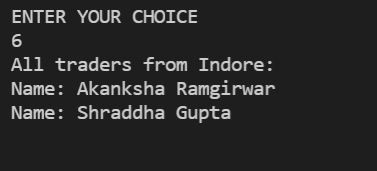 ENTER YOUR CHOICE
6
All traders from Indore:
Name: Akanksha Ramgirwar
Name: Shraddha Gupta